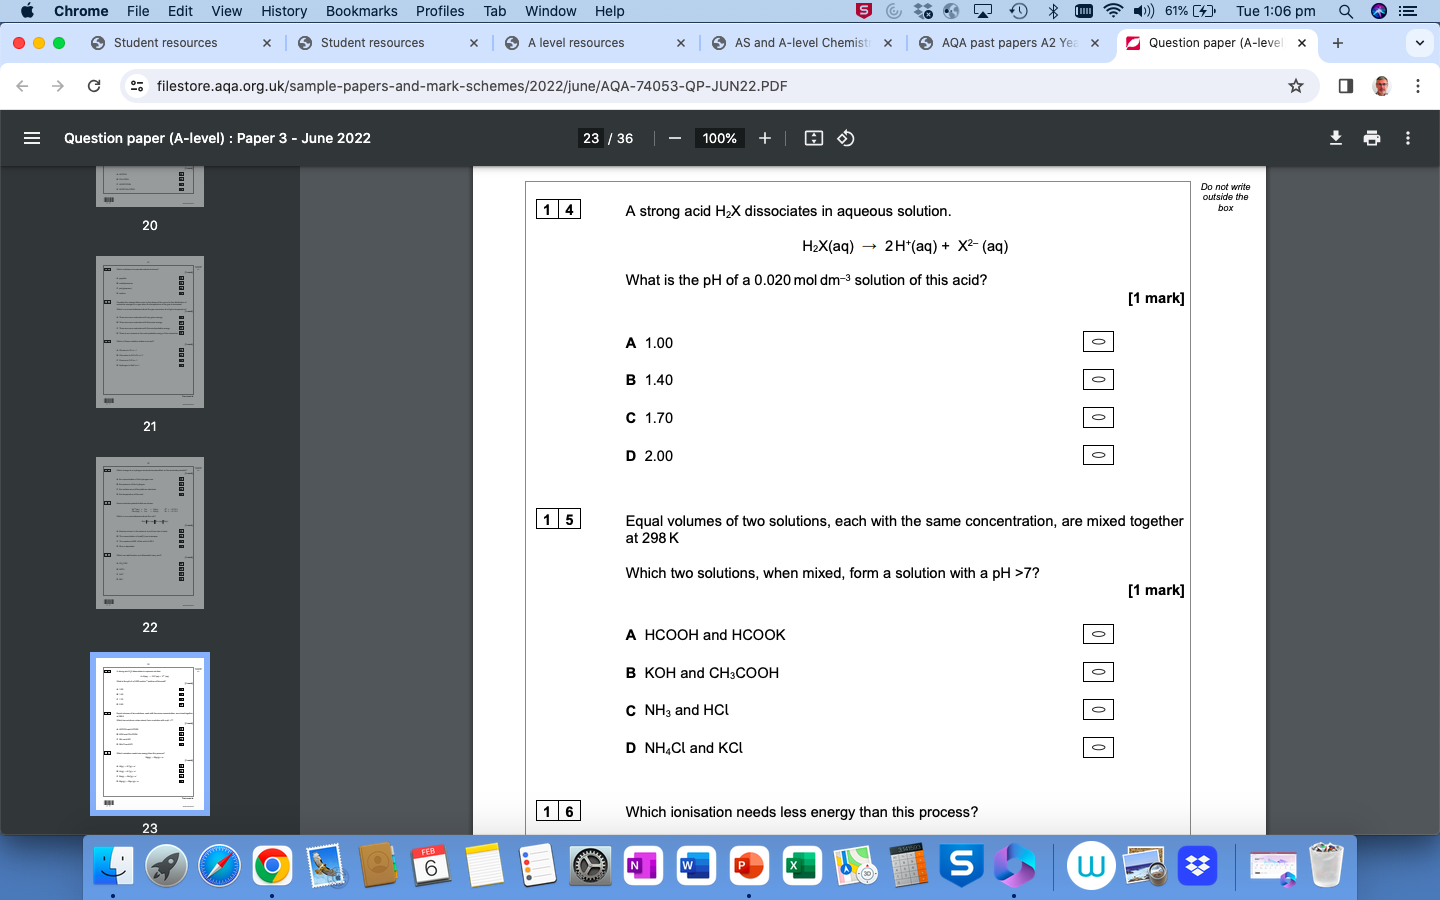 Chrome File Edit View History Bookmarks Profiles Tab Window Help 61% Tue 1:06 pm
Student resources Student resources A level resources AS and A-level Chemist AQA past papers A2 Yea Question paper (A-level
filestore.aqa.org.uk/sample-papers-and-mark-schemes/2022/june/AQA-74053-QP-JUN22.PDF
Question paper (A-level) : Paper 3 - June 2022 23 / 36 100%
20
21
22
23
Do not write
outside the
box
1 4 A strong acid H₂X dissociates in aqueous solution.
H₂X(aq) → 2H⁺(aq) + X²⁻ (aq)
What is the pH of a 0.020 mol dm⁻³ solution of this acid?
[1 mark]
A 1.00
B 1.40
C 1.70
D 2.00
1 5 Equal volumes of two solutions, each with the same concentration, are mixed together
at 298 K
Which two solutions, when mixed, form a solution with a pH >7?
[1 mark]
A HCOOH and HCOOK
B KOH and CH₃COOH
C NH₃ and HCl
D NH₄Cl and KCl
1 6 Which ionisation needs less energy than this process?
FEB
6
N
W
P
X
3D
S
W